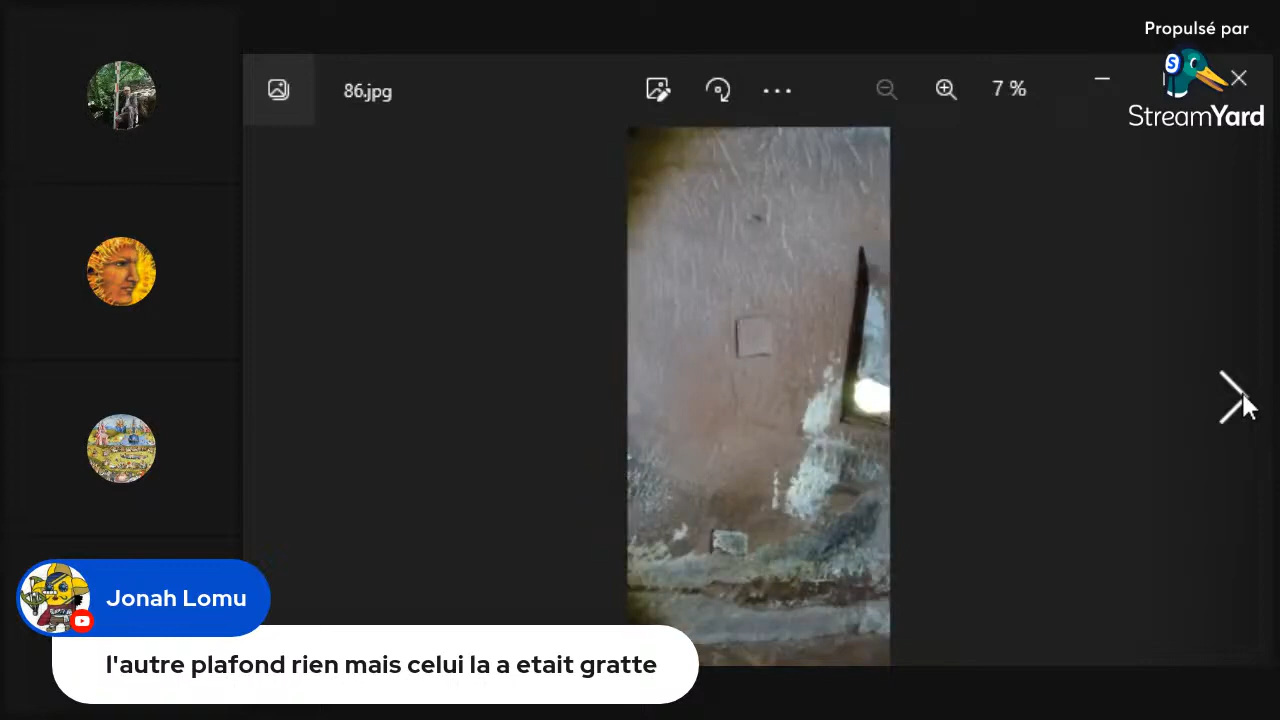 Propulsé par
86.jpg
7 %
StreamYard
Jonah Lomu
l'autre plafond rien mais celui la a etait gratte